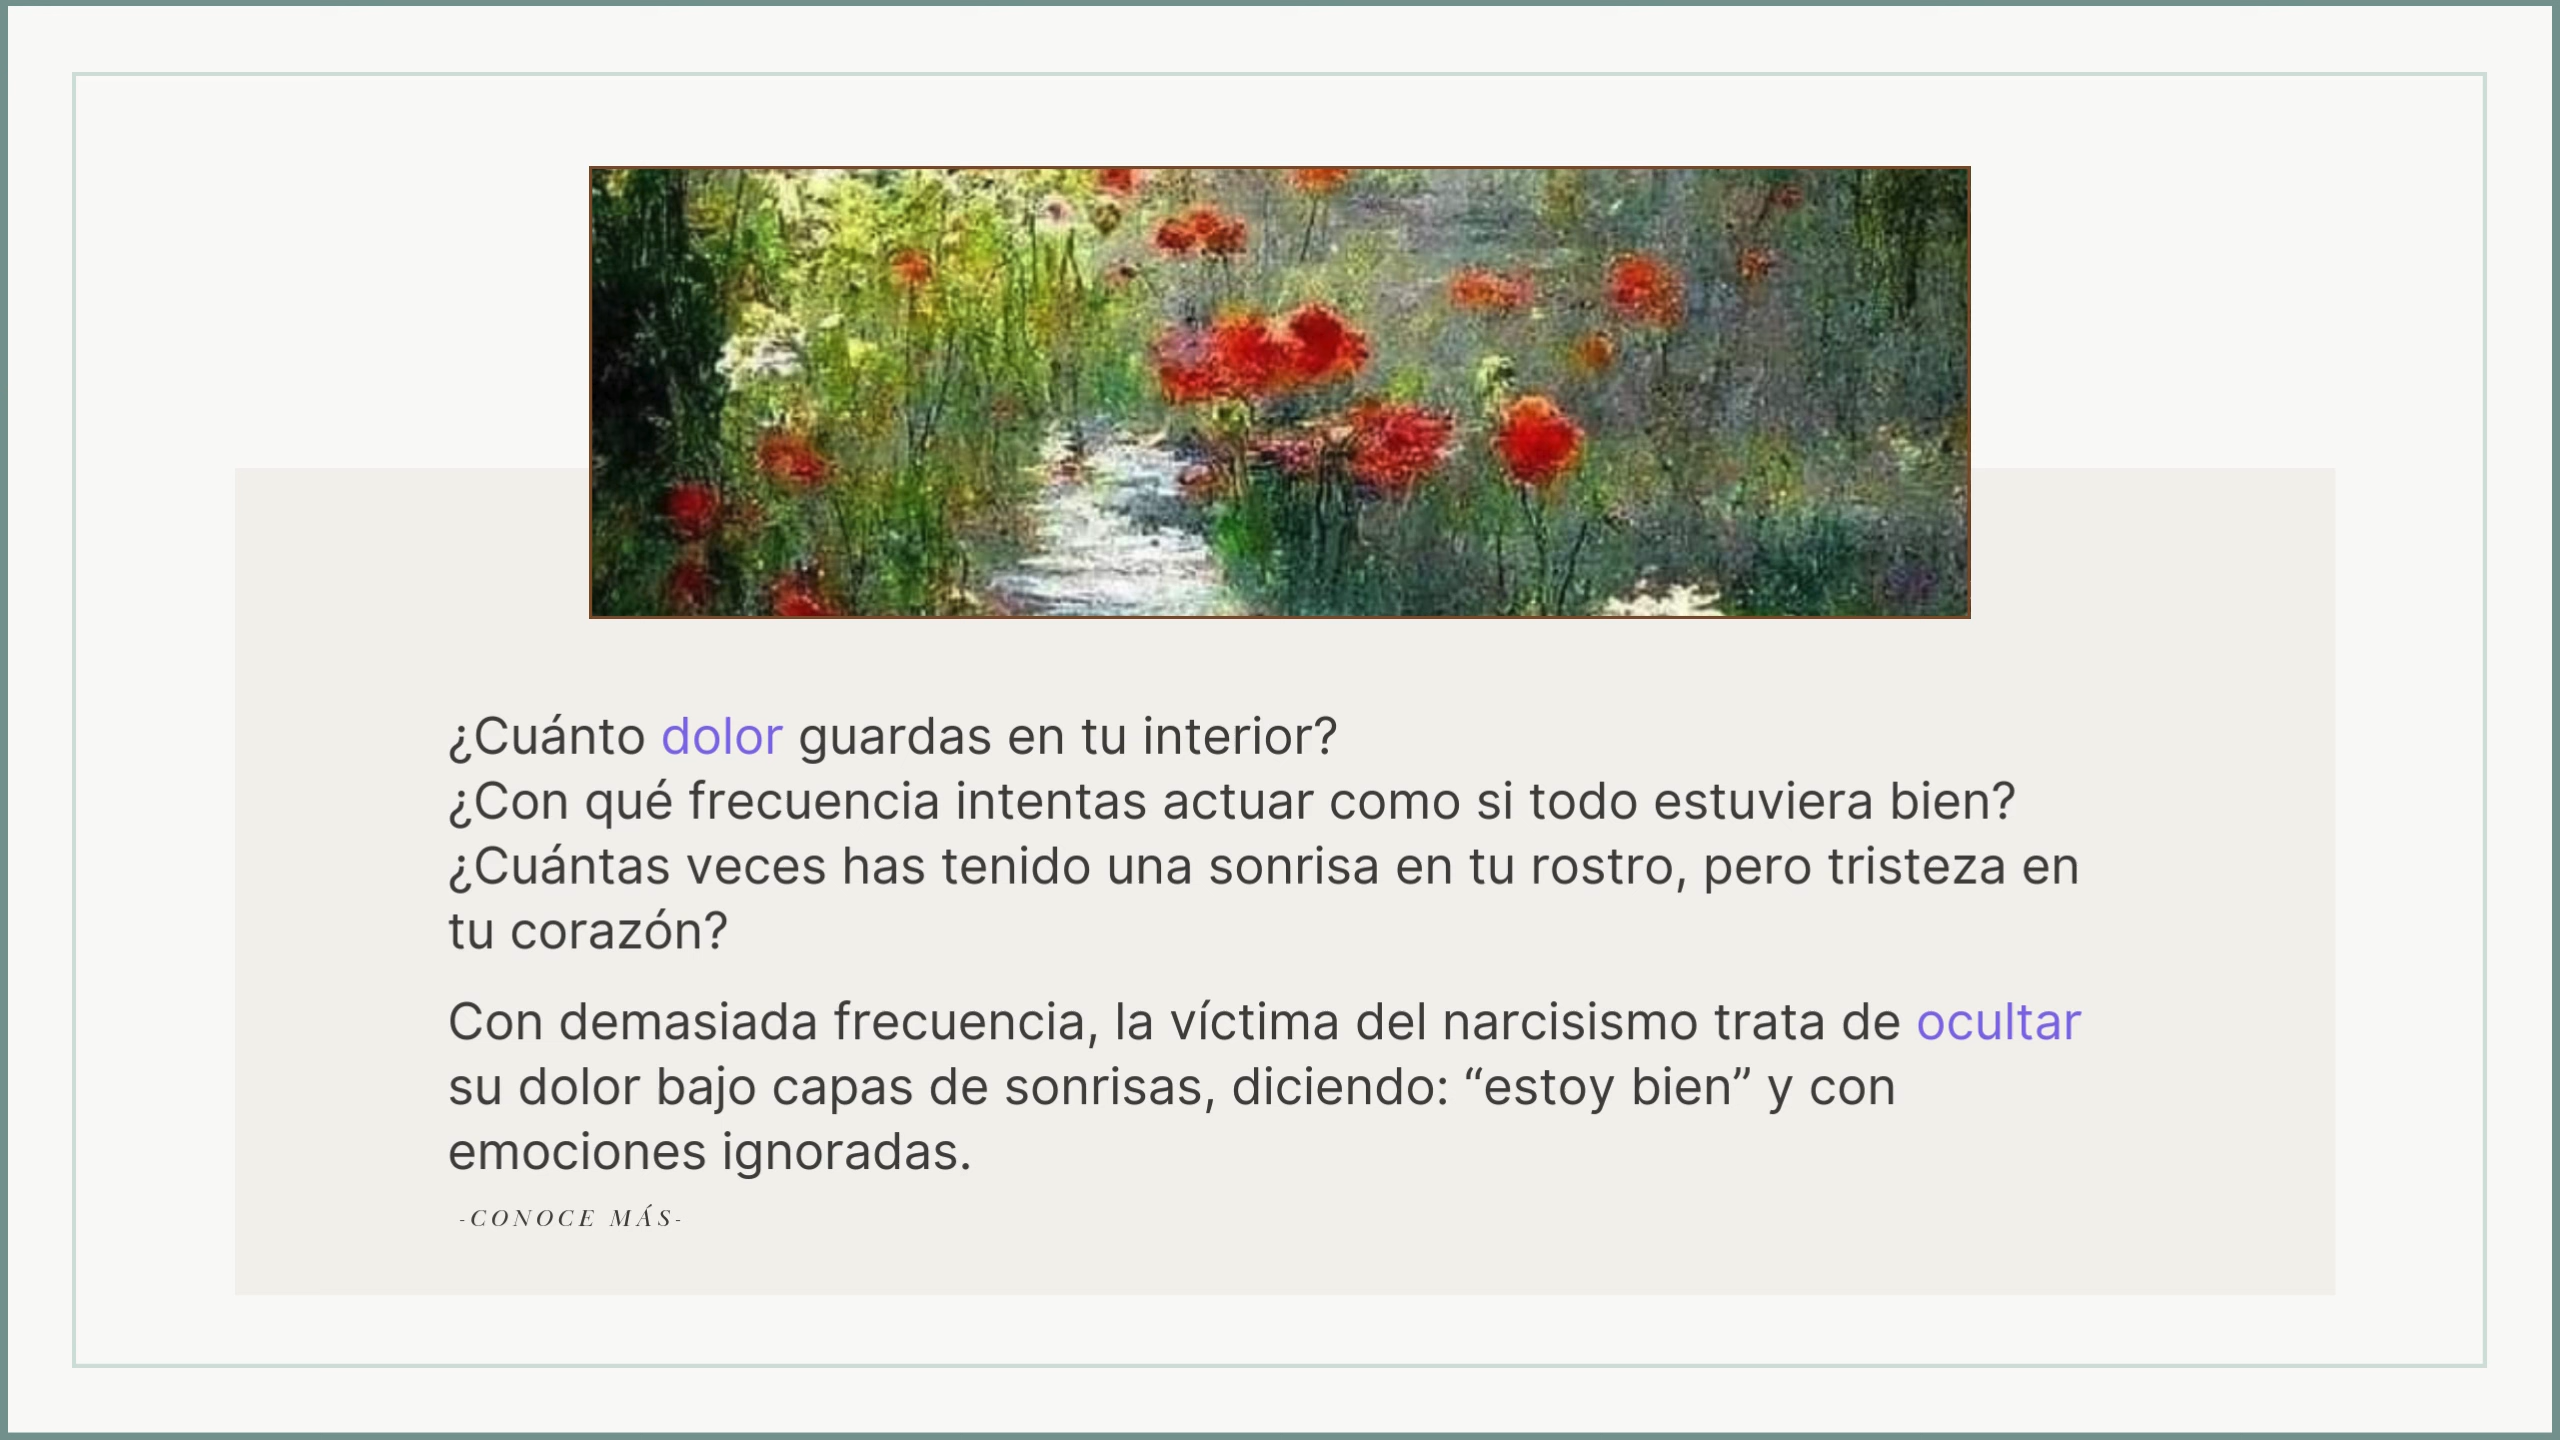 ¿Cuánto dolor guardas en tu interior?
¿Con qué frecuencia intentas actuar como si todo estuviera bien?
¿Cuántas veces has tenido una sonrisa en tu rostro, pero tristeza en
tu corazón?
Con demasiada frecuencia, la víctima del narcisismo trata de ocultar
su dolor bajo capas de sonrisas, diciendo: “estoy bien” y con
emociones ignoradas.
-CONOCE MÁS-